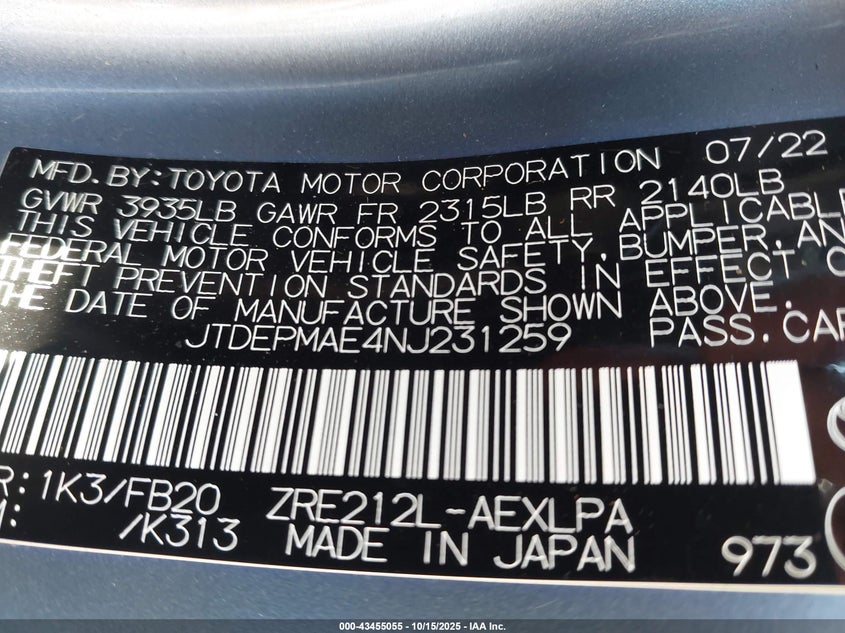 MFD.BY:TOYOTA MOTOR CORPORATION 07/22
GVWR 3935LB GAWR FR 2315LB RR 2140LB
THIS VEHICLE CONFORMS TO ALL APPLICABLE
FEDERAL MOTOR VEHICLE SAFETY,BUMPER,AN
THEFT PREVENTION STANDARDS IN EFFECT O
THE DATE OF MANUFACTURE SHOWN ABOVE.
JTDEPMAE4NJ231259 PASS.CAR
R:1K3/FB20 ZRE212L-AEXLPA
M: /K313 MADE IN JAPAN 973
000-43455055 | 10/15/2025 | IAA Inc.